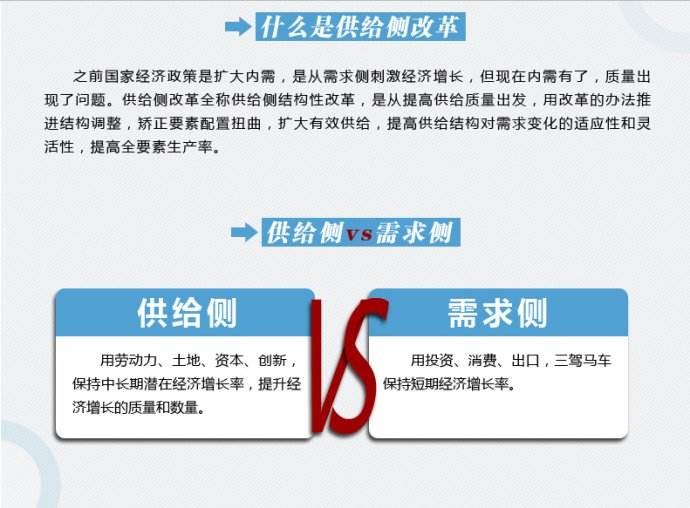 什么是供给侧改革
之前国家经济政策是扩大内需，是从需求侧刺激经济增长，但现在内需有了，质量出
现了问题。供给侧改革全称供给侧结构性改革，是从提高供给质量出发，用改革的办法推
进结构调整，矫正要素配置扭曲，扩大有效供给，提高供给结构对需求变化的适应性和灵
活性，提高全要素生产率。
供给侧vs需求侧
供给侧
用劳动力、土地、资本、创新，
保持中长期潜在经济增长率，提升经
济增长的质量和数量。
VS
需求侧
用投资、消费、出口，三驾马车
保持短期经济增长率。